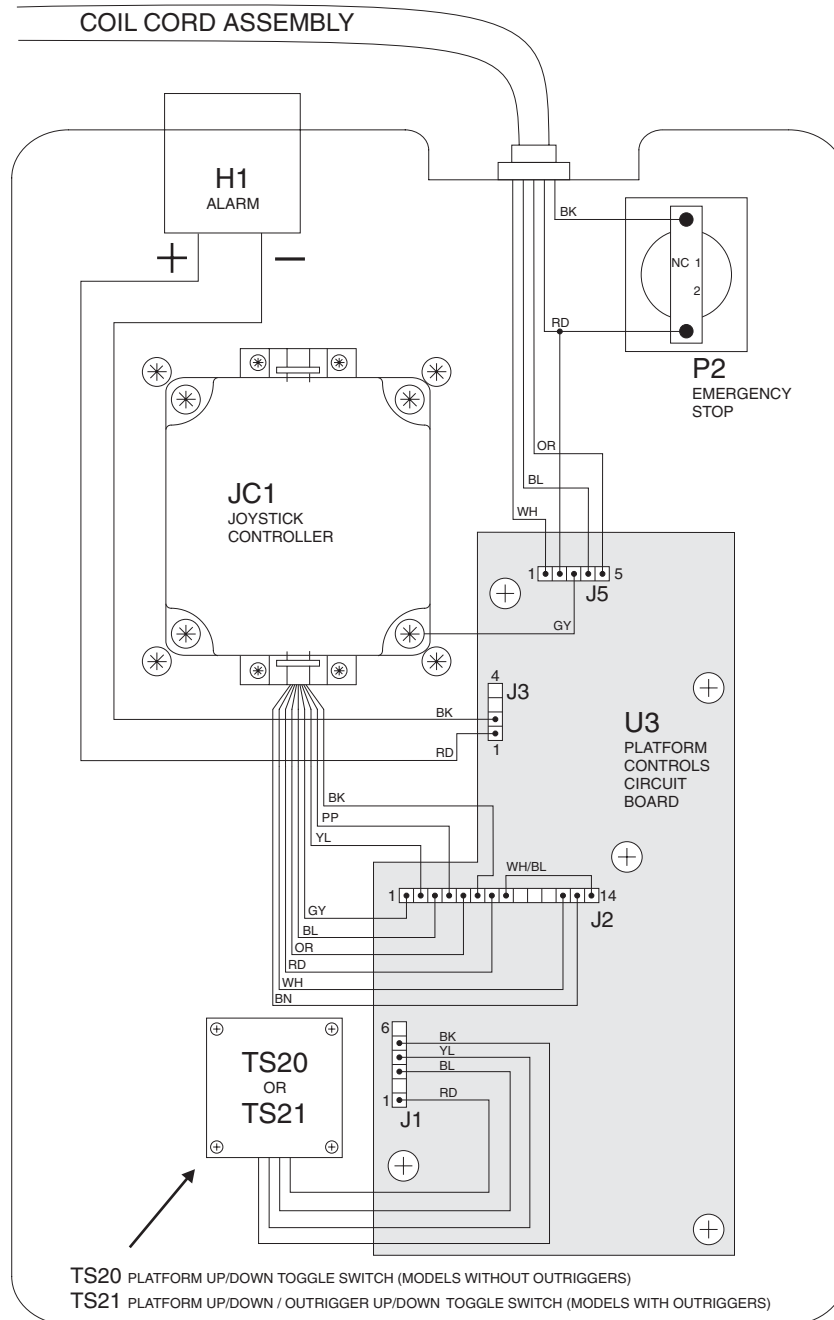 COIL CORD ASSEMBLY
H1
ALARM
+ −
BK
NC 1
2
RD
P2
EMERGENCY
STOP
OR
BL
WH
JC1
JOYSTICK
CONTROLLER
1 5
J5
GY
4
J3
BK
1
RD
U3
PLATFORM
CONTROLS
CIRCUIT
BOARD
BK
PP
YL
WH/BL
1 14
J2
GY
BL
OR
RD
WH
BN
TS20
OR
TS21
6
BK
YL
BL
RD
1
J1
TS20 PLATFORM UP/DOWN TOGGLE SWITCH (MODELS WITHOUT OUTRIGGERS)
TS21 PLATFORM UP/DOWN / OUTRIGGER UP/DOWN TOGGLE SWITCH (MODELS WITH OUTRIGGERS)